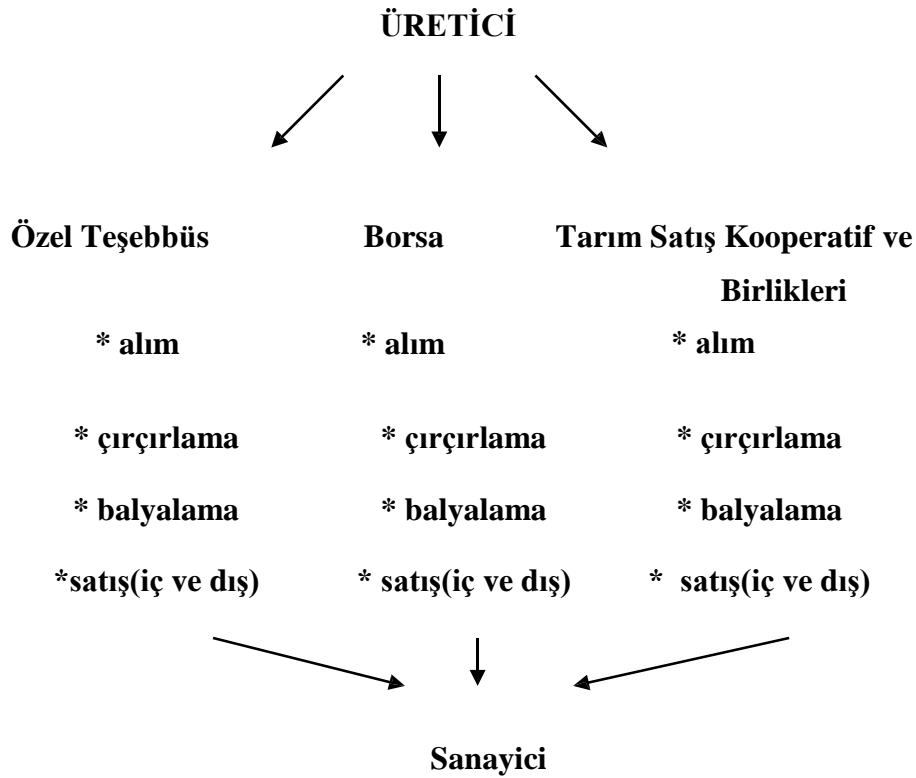 ÜRETİCİ
Özel Teşebbüs Borsa Tarım Satış Kooperatif ve
Birlikleri
* alım * alım * alım
* çırçırlama * çırçırlama * çırçırlama
* balyalama * balyalama * balyalama
*satış(iç ve dış) * satış(iç ve dış) * satış(iç ve dış)
Sanayici